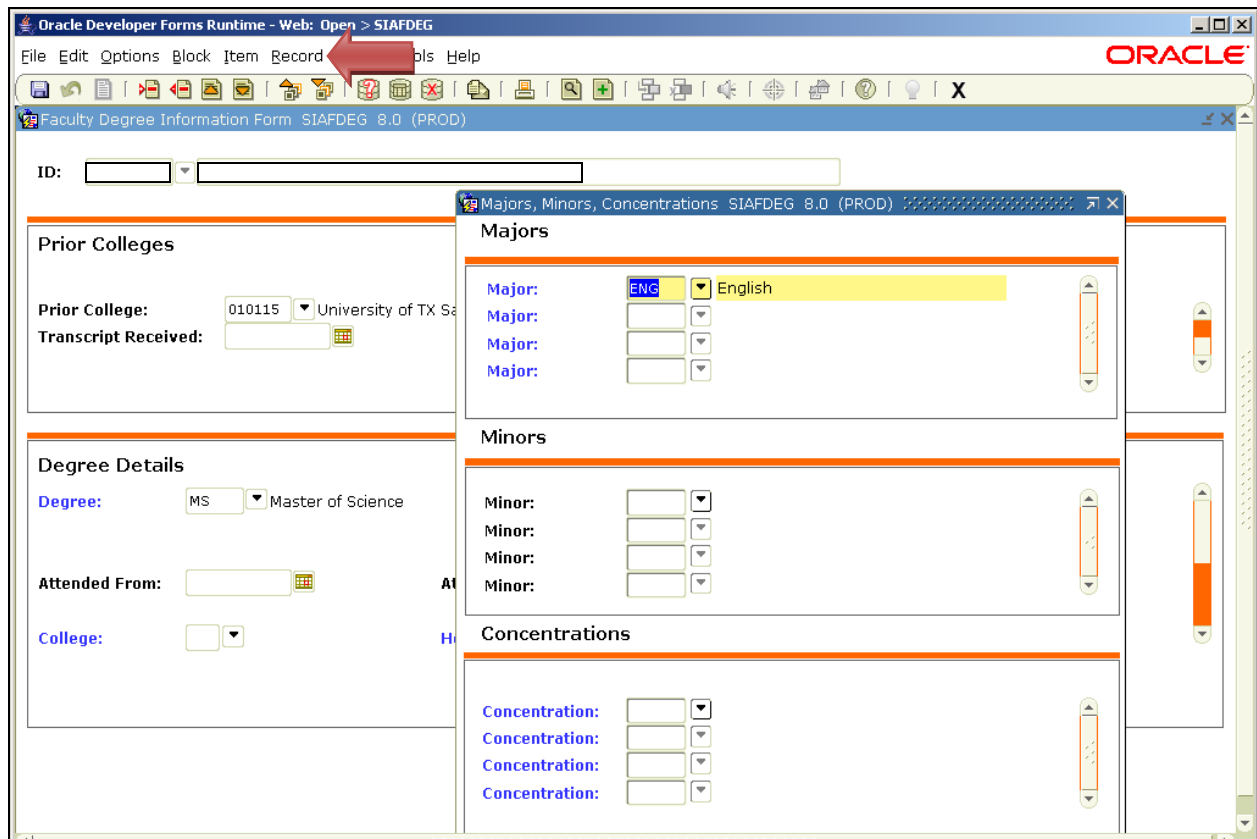 Oracle Developer Forms Runtime - Web: Open > SIAFDEG
File Edit Options Block Item Record Help
ORACLE
X
Faculty Degree Information Form SIAFDEG 8.0 (PROD)
ID:
Majors, Minors, Concentrations SIAFDEG 8.0 (PROD)
Majors
Prior Colleges
Major: ENG English
Prior College: 010115 University of TX
Major:
Transcript Received:
Major:
Major:
Minors
Degree Details
Degree: MS Master of Science
Minor:
Minor:
Minor:
Attended From:
Minor:
College:
Concentrations
Concentration:
Concentration:
Concentration:
Concentration: